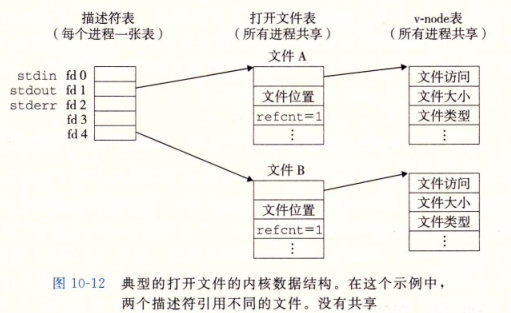 描述符表
（每个进程一张表）
打开文件表
（所有进程共享）
v-node表
（所有进程共享）
文件 A
stdin fd 0
stdout fd 1
stderr fd 2
fd 3
fd 4
文件位置
refcnt=1
⋮
文件访问
文件大小
文件类型
⋮
文件 B
文件位置
refcnt=1
⋮
文件访问
文件大小
文件类型
⋮
图 10-12 典型的打开文件的内核数据结构。在这个示例中，
两个描述符引用不同的文件。没有共享